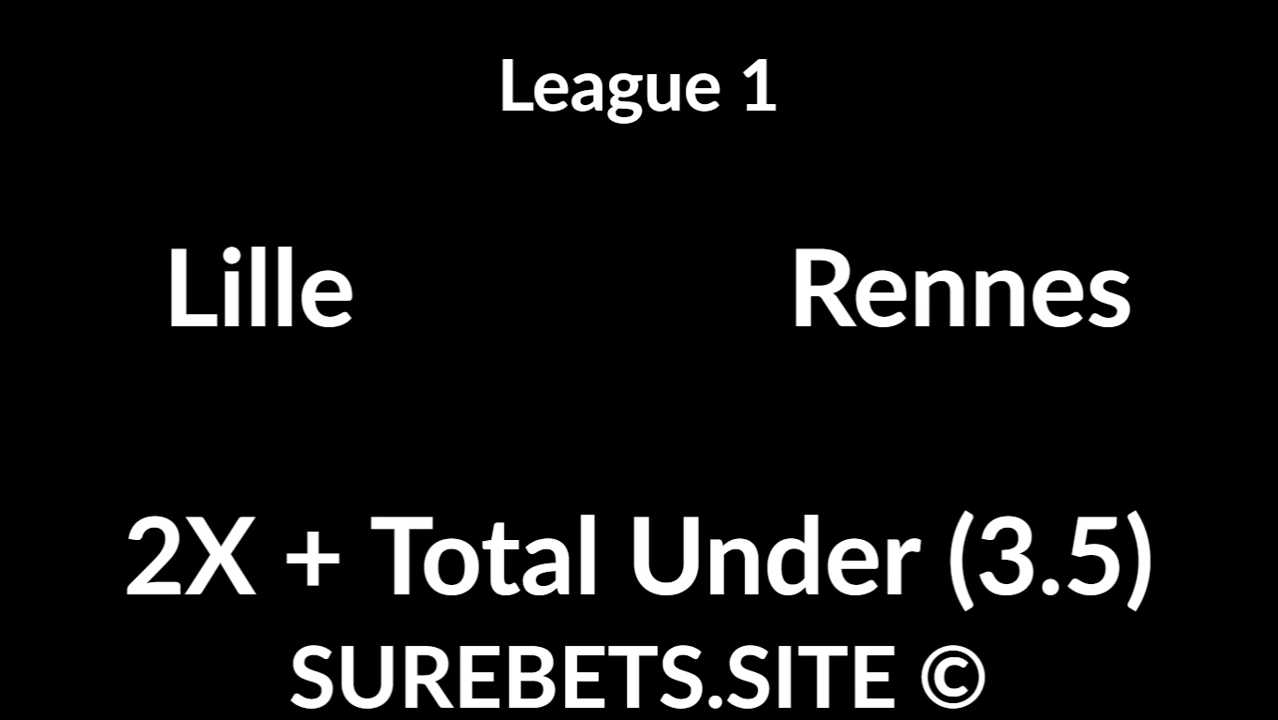 League 1
Lille Rennes
2X + Total Under (3.5)
SUREBETS.SITE ©